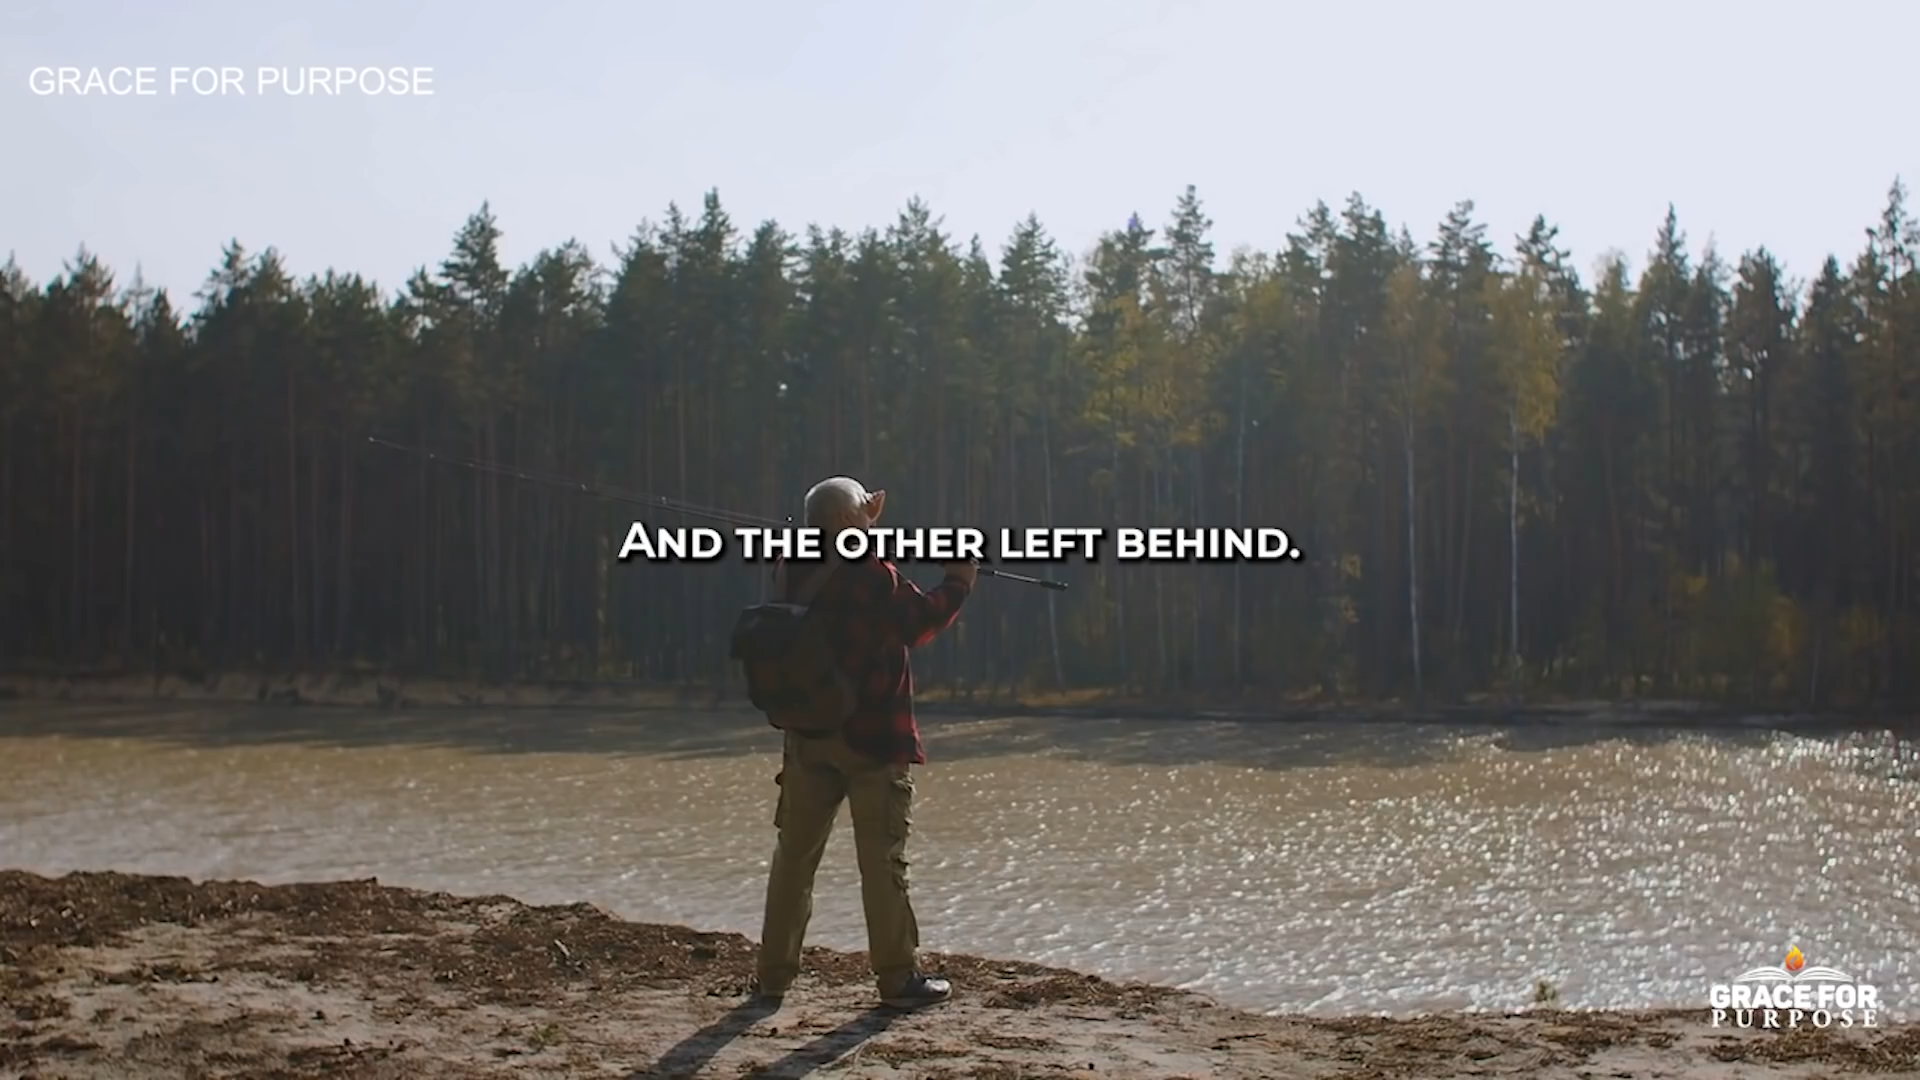 GRACE FOR PURPOSE
AND THE OTHER LEFT BEHIND.
GRACE FOR
PURPOSE